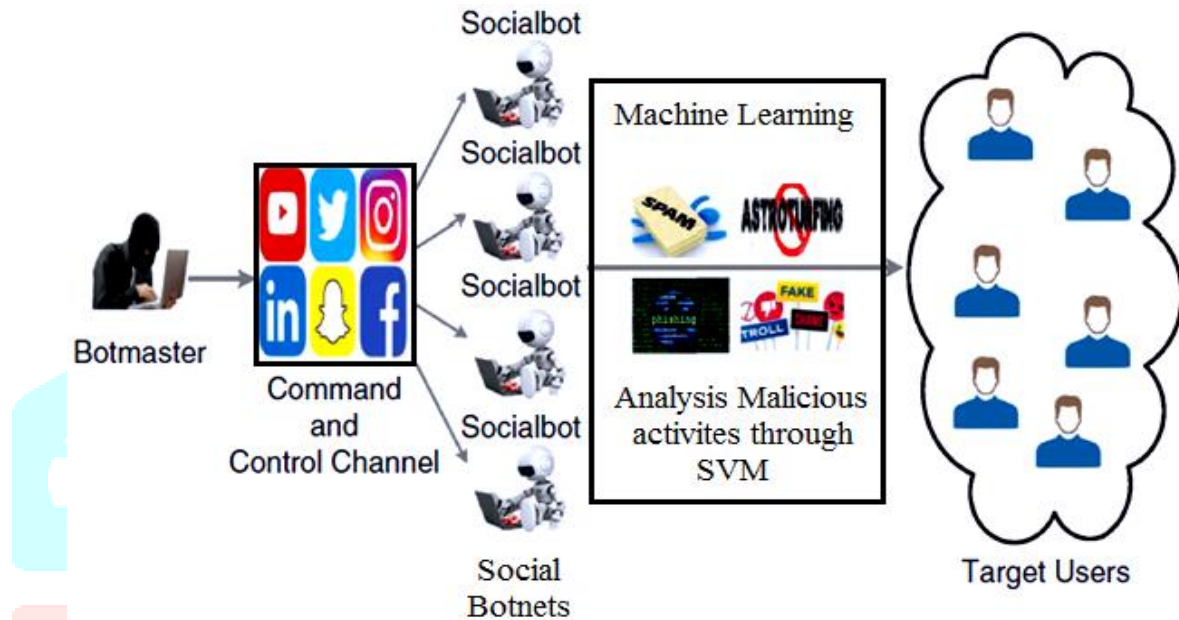 Botmaster
in
f
Command
and
Control Channel
Socialbot
Socialbot
Socialbot
Socialbot
Social
Botnets
Machine Learning
SPAM
ASTROTURFING
phishing
FAKE
TROLL
Analysis Malicious
activites through
SVM
Target Users